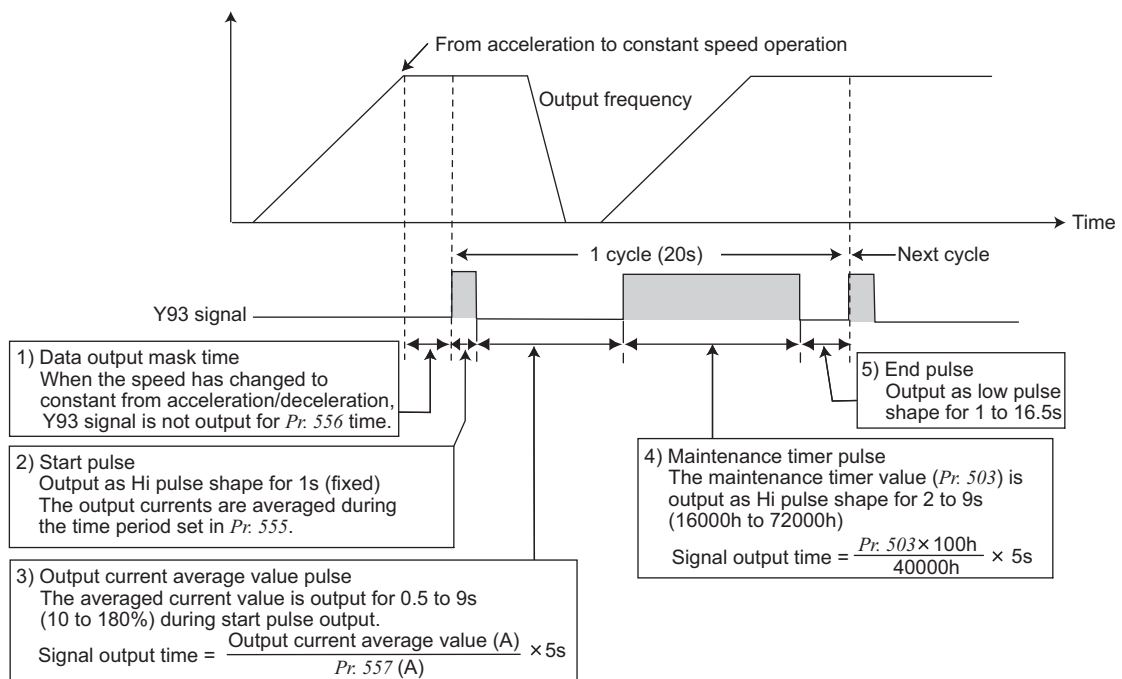 From acceleration to constant speed operation
Output frequency
Time
1 cycle (20s)
Next cycle
Y93 signal
1) Data output mask time
When the speed has changed to
constant from acceleration/deceleration,
Y93 signal is not output for Pr. 556 time.
2) Start pulse
Output as Hi pulse shape for 1s (fixed)
The output currents are averaged during
the time period set in Pr. 555.
3) Output current average value pulse
The averaged current value is output for 0.5 to 9s
(10 to 180%) during start pulse output.
Signal output time = Output current average value (A) / Pr. 557 (A) × 5s
4) Maintenance timer pulse
The maintenance timer value (Pr. 503) is
output as Hi pulse shape for 2 to 9s
(16000h to 72000h)
Signal output time = Pr. 503 × 100h / 40000h × 5s
5) End pulse
Output as low pulse
shape for 1 to 16.5s